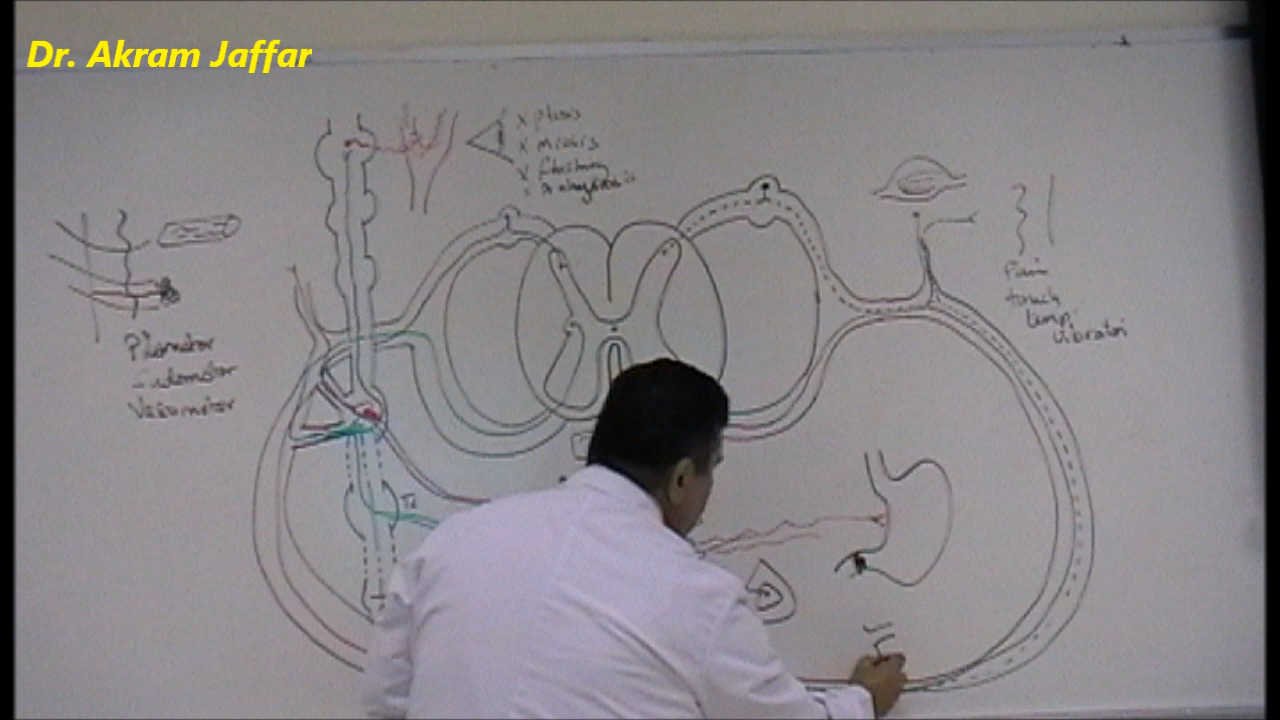 Dr. Akram Jaffar
x ptosis
x miosis
v flushing
Pain
touch
temp
vibration
Pilomotor
Sudomotor
Vasomotor